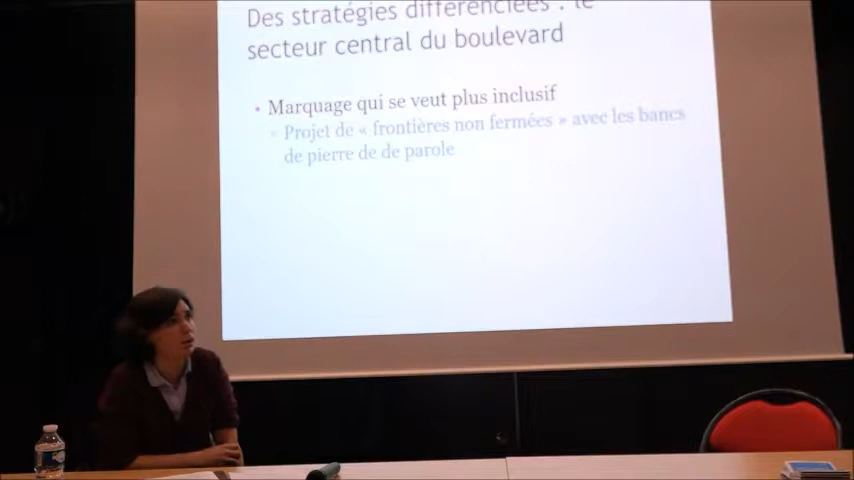 Des stratégies différenciées : le
secteur central du boulevard
• Marquage qui se veut plus inclusif
Projet de « frontières non fermées » avec les bancs
de pierre de de parole